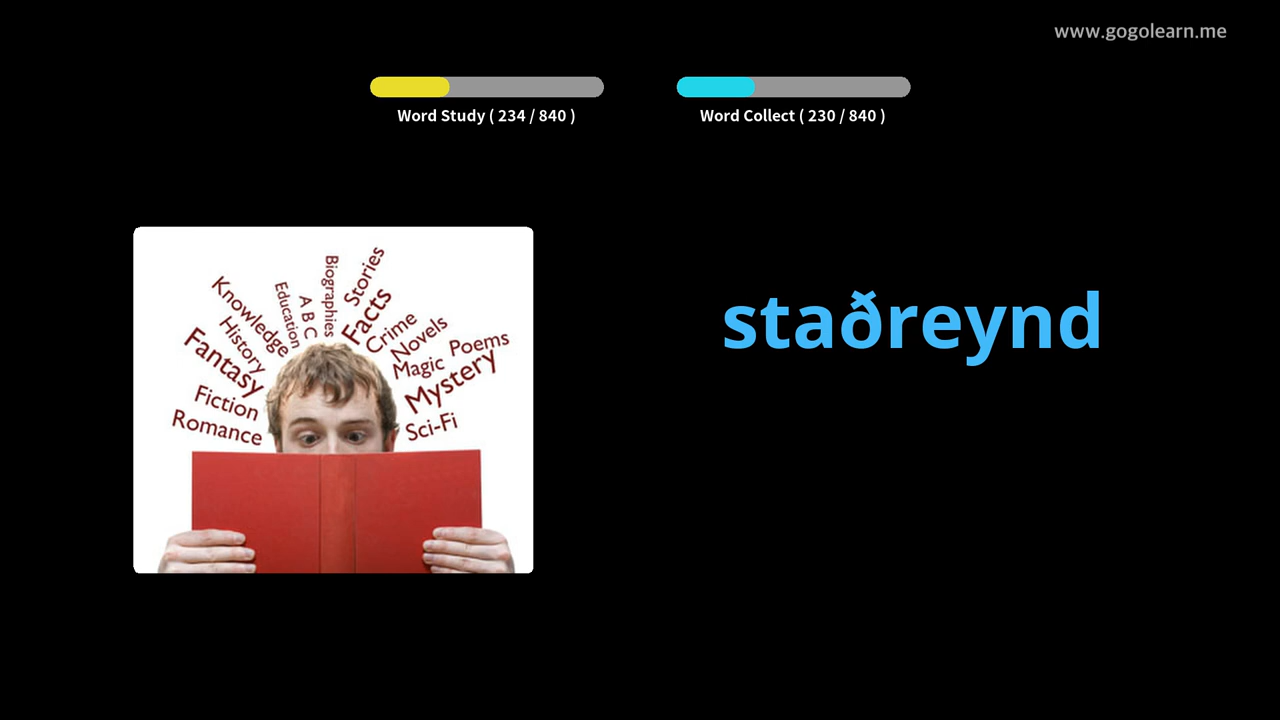 www.gogolearn.me
Word Study ( 234 / 840 )
Word Collect ( 230 / 840 )
staðreynd
Biographies
Stories
Education
A B C
Facts
Knowledge
Crime
History
Novels
Fantasy
Magic
Poems
Mystery
Fiction
Romance
Sci-Fi